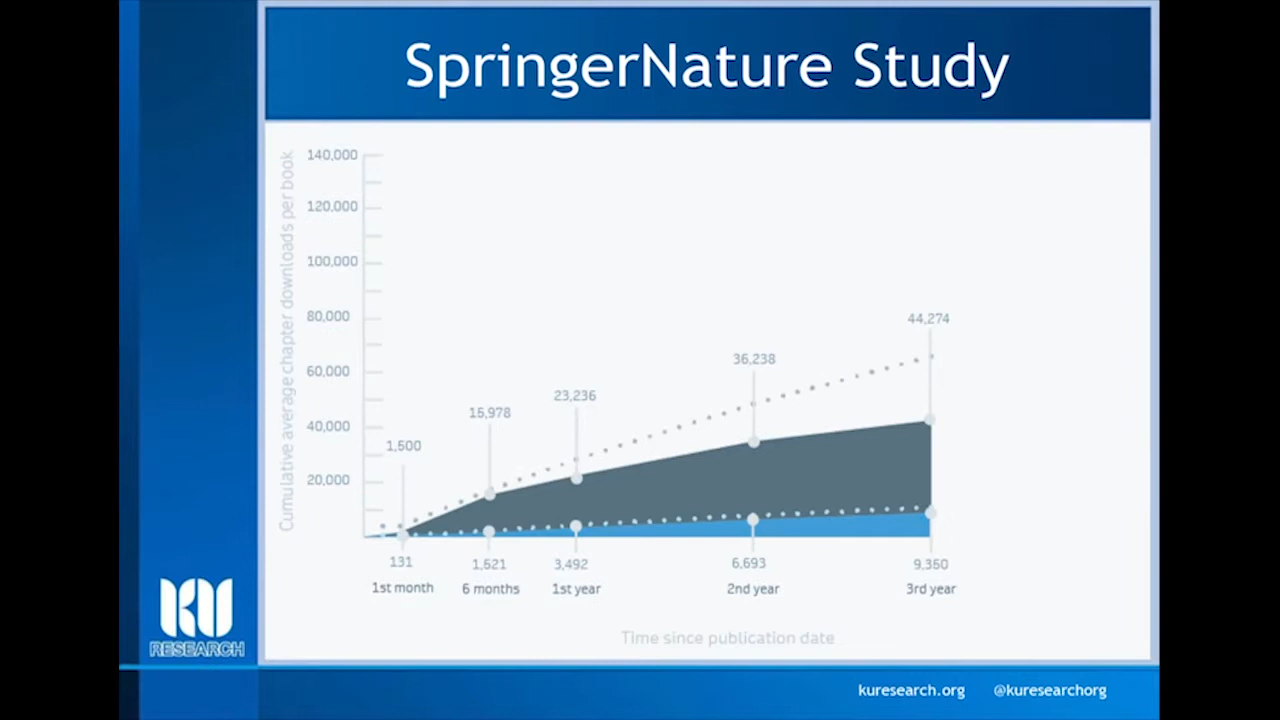 SpringerNature Study
Cumulative average chapter downloads per book
140,000
120,000
100,000
80,000
60,000
40,000
20,000
1,500
15,978
23,236
36,238
44,274
131
1,521
3,492
6,693
9,360
1st month
6 months
1st year
2nd year
3rd year
Time since publication date
KU
RESEARCH
kuresearch.org
@kuresearchorg